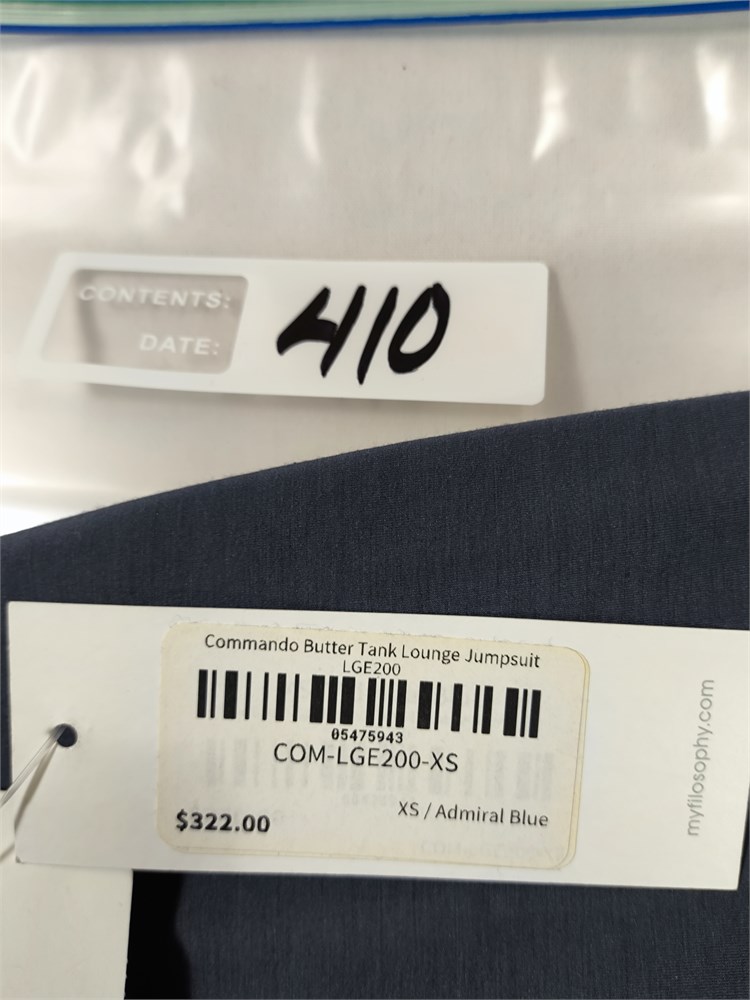 CONTENTS:
DATE:
410
Commando Butter Tank Lounge Jumpsuit
LGE200
05475943
COM-LGE200-XS
XS / Admiral Blue
$322.00
myfilosophy.com